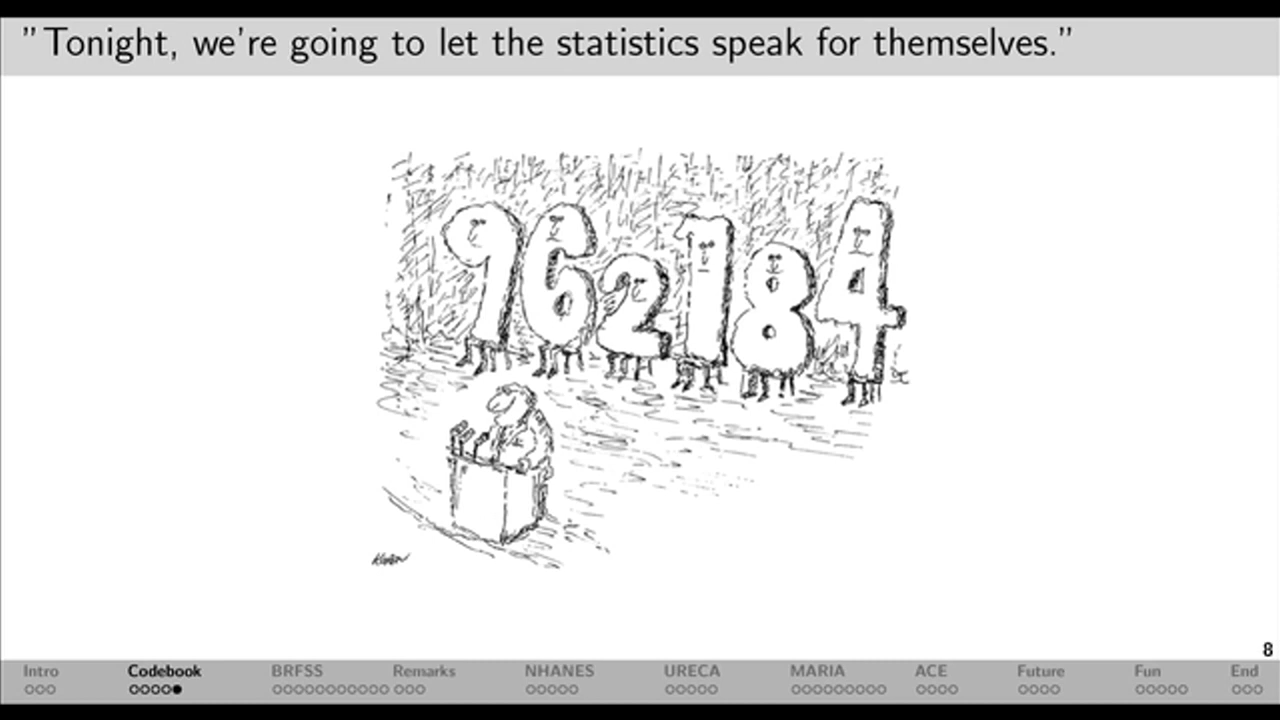 "Tonight, we're going to let the statistics speak for themselves."
962184
Koren
8
Intro Codebook BRFSS Remarks NHANES URECA MARIA ACE Future Fun End